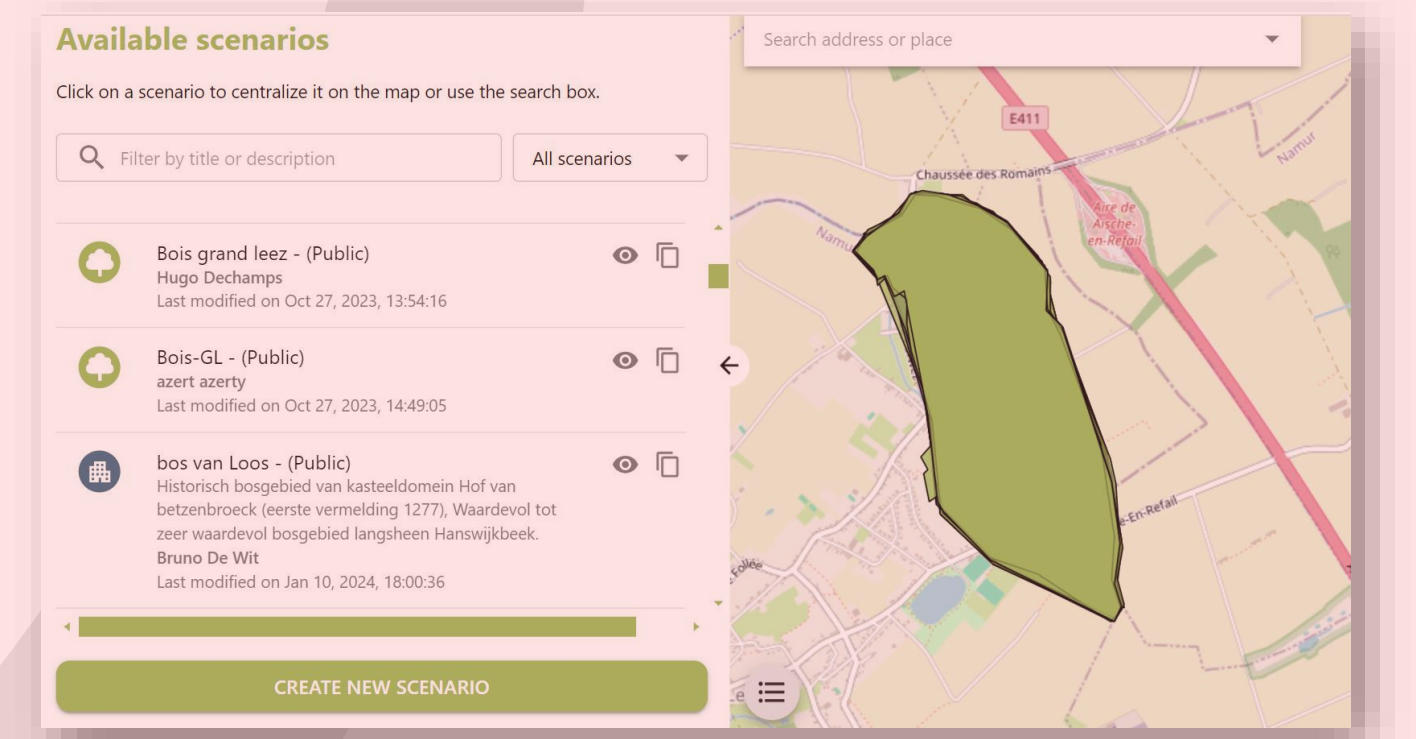 Available scenarios
Click on a scenario to centralize it on the map or use the search box.
Filter by title or description
All scenarios
Bois grand leez - (Public)
Hugo Dechamps
Last modified on Oct 27, 2023, 13:54:16
Bois-GL - (Public)
azert azerty
Last modified on Oct 27, 2023, 14:49:05
bos van Loos - (Public)
Historisch bosgebied van kasteeldomein Hof van
betzenbroeck (eerste vermelding 1277), Waardevol tot
zeer waardevol bosgebied langsheen Hanswijkbeek.
Bruno De Wit
Last modified on Jan 10, 2024, 18:00:36
CREATE NEW SCENARIO
Search address or place
E411
Namur
Chaussée des Romains
Aire de
Aische-
en-Refail
Namu
e-En-Refail
Follée